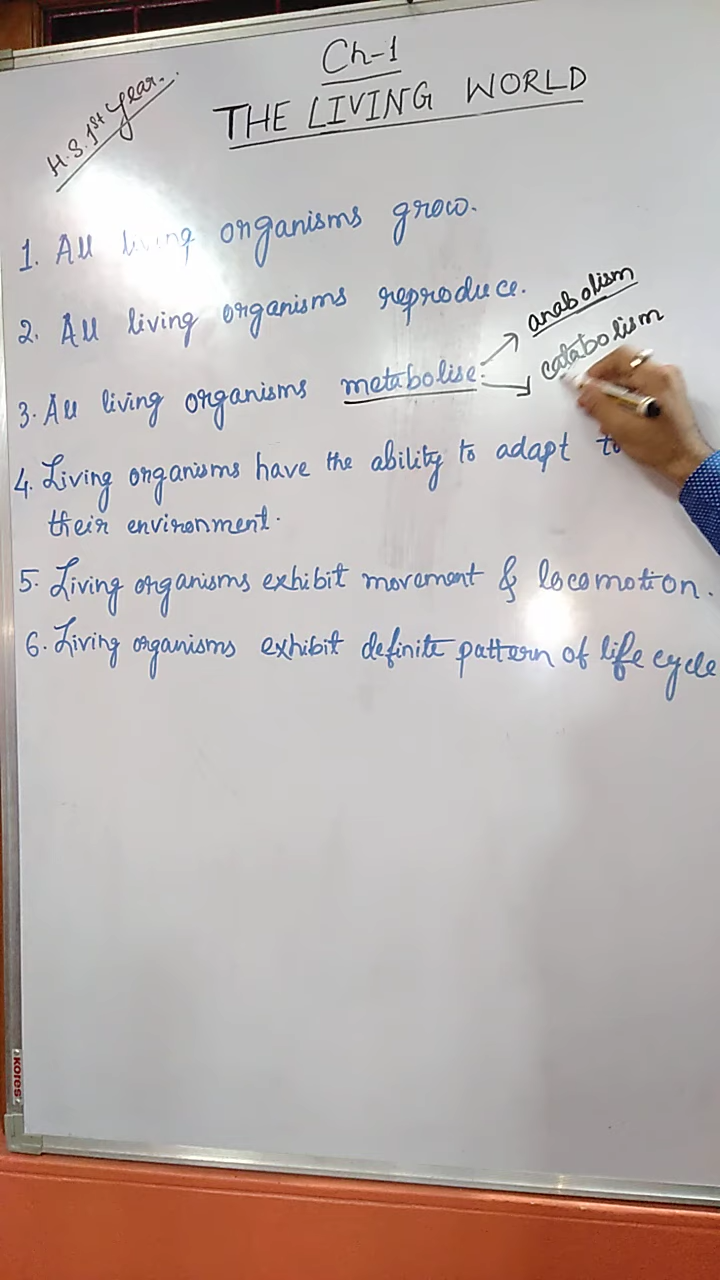 Ch-1
H.S. 1st Year.
THE LIVING WORLD
1. All living organisms grow.
2. All living organisms reproduce.
anabolism
catabolism
3. All living organisms metabolise
4. Living organisms have the ability to adapt to
their environment.
5. Living organisms exhibit movement & locomotion.
6. Living organisms exhibit definite pattern of life cycle
kores